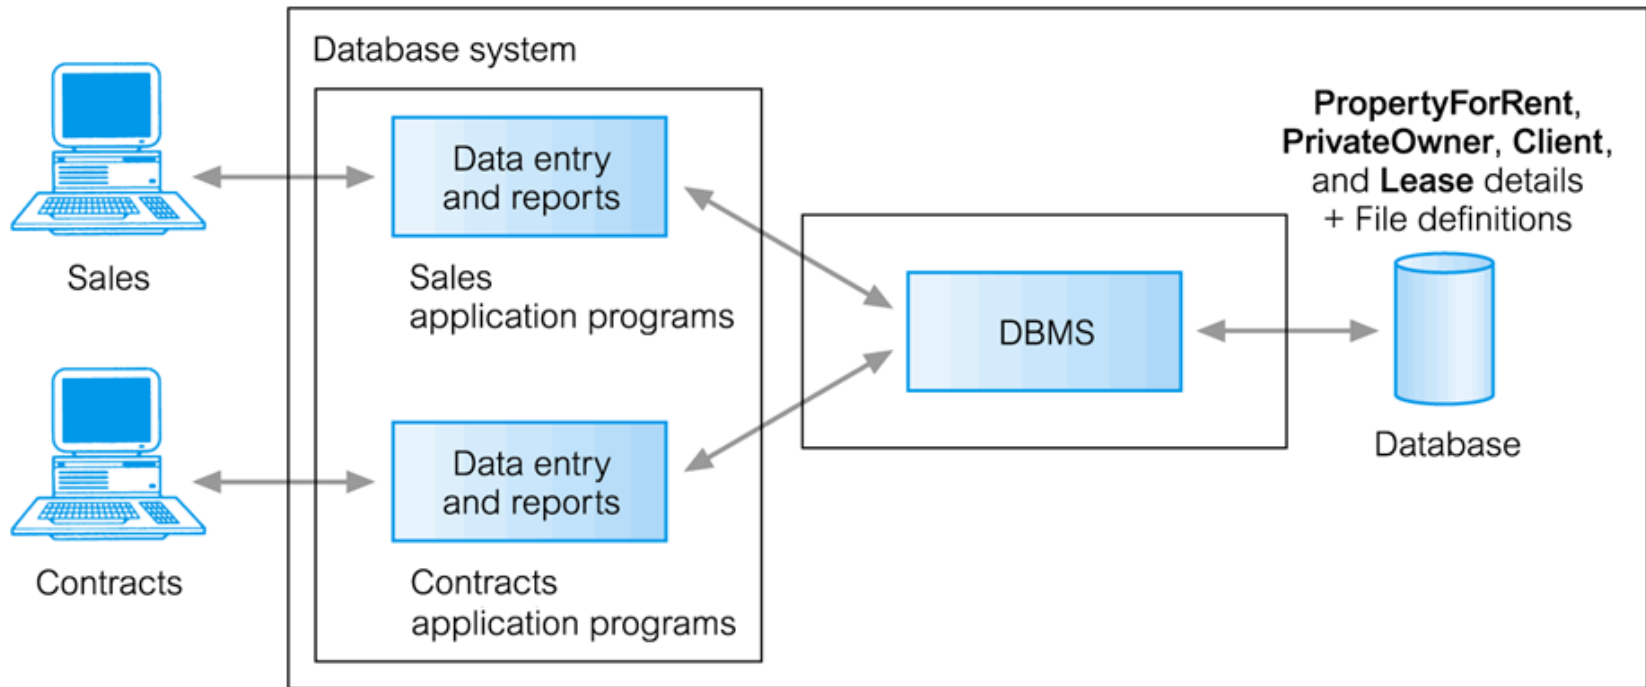 Database system
PropertyForRent,
PrivateOwner, Client,
and Lease details
+ File definitions
Data entry
and reports
Sales
Sales
application programs
DBMS
Database
Data entry
and reports
Contracts
Contracts
application programs